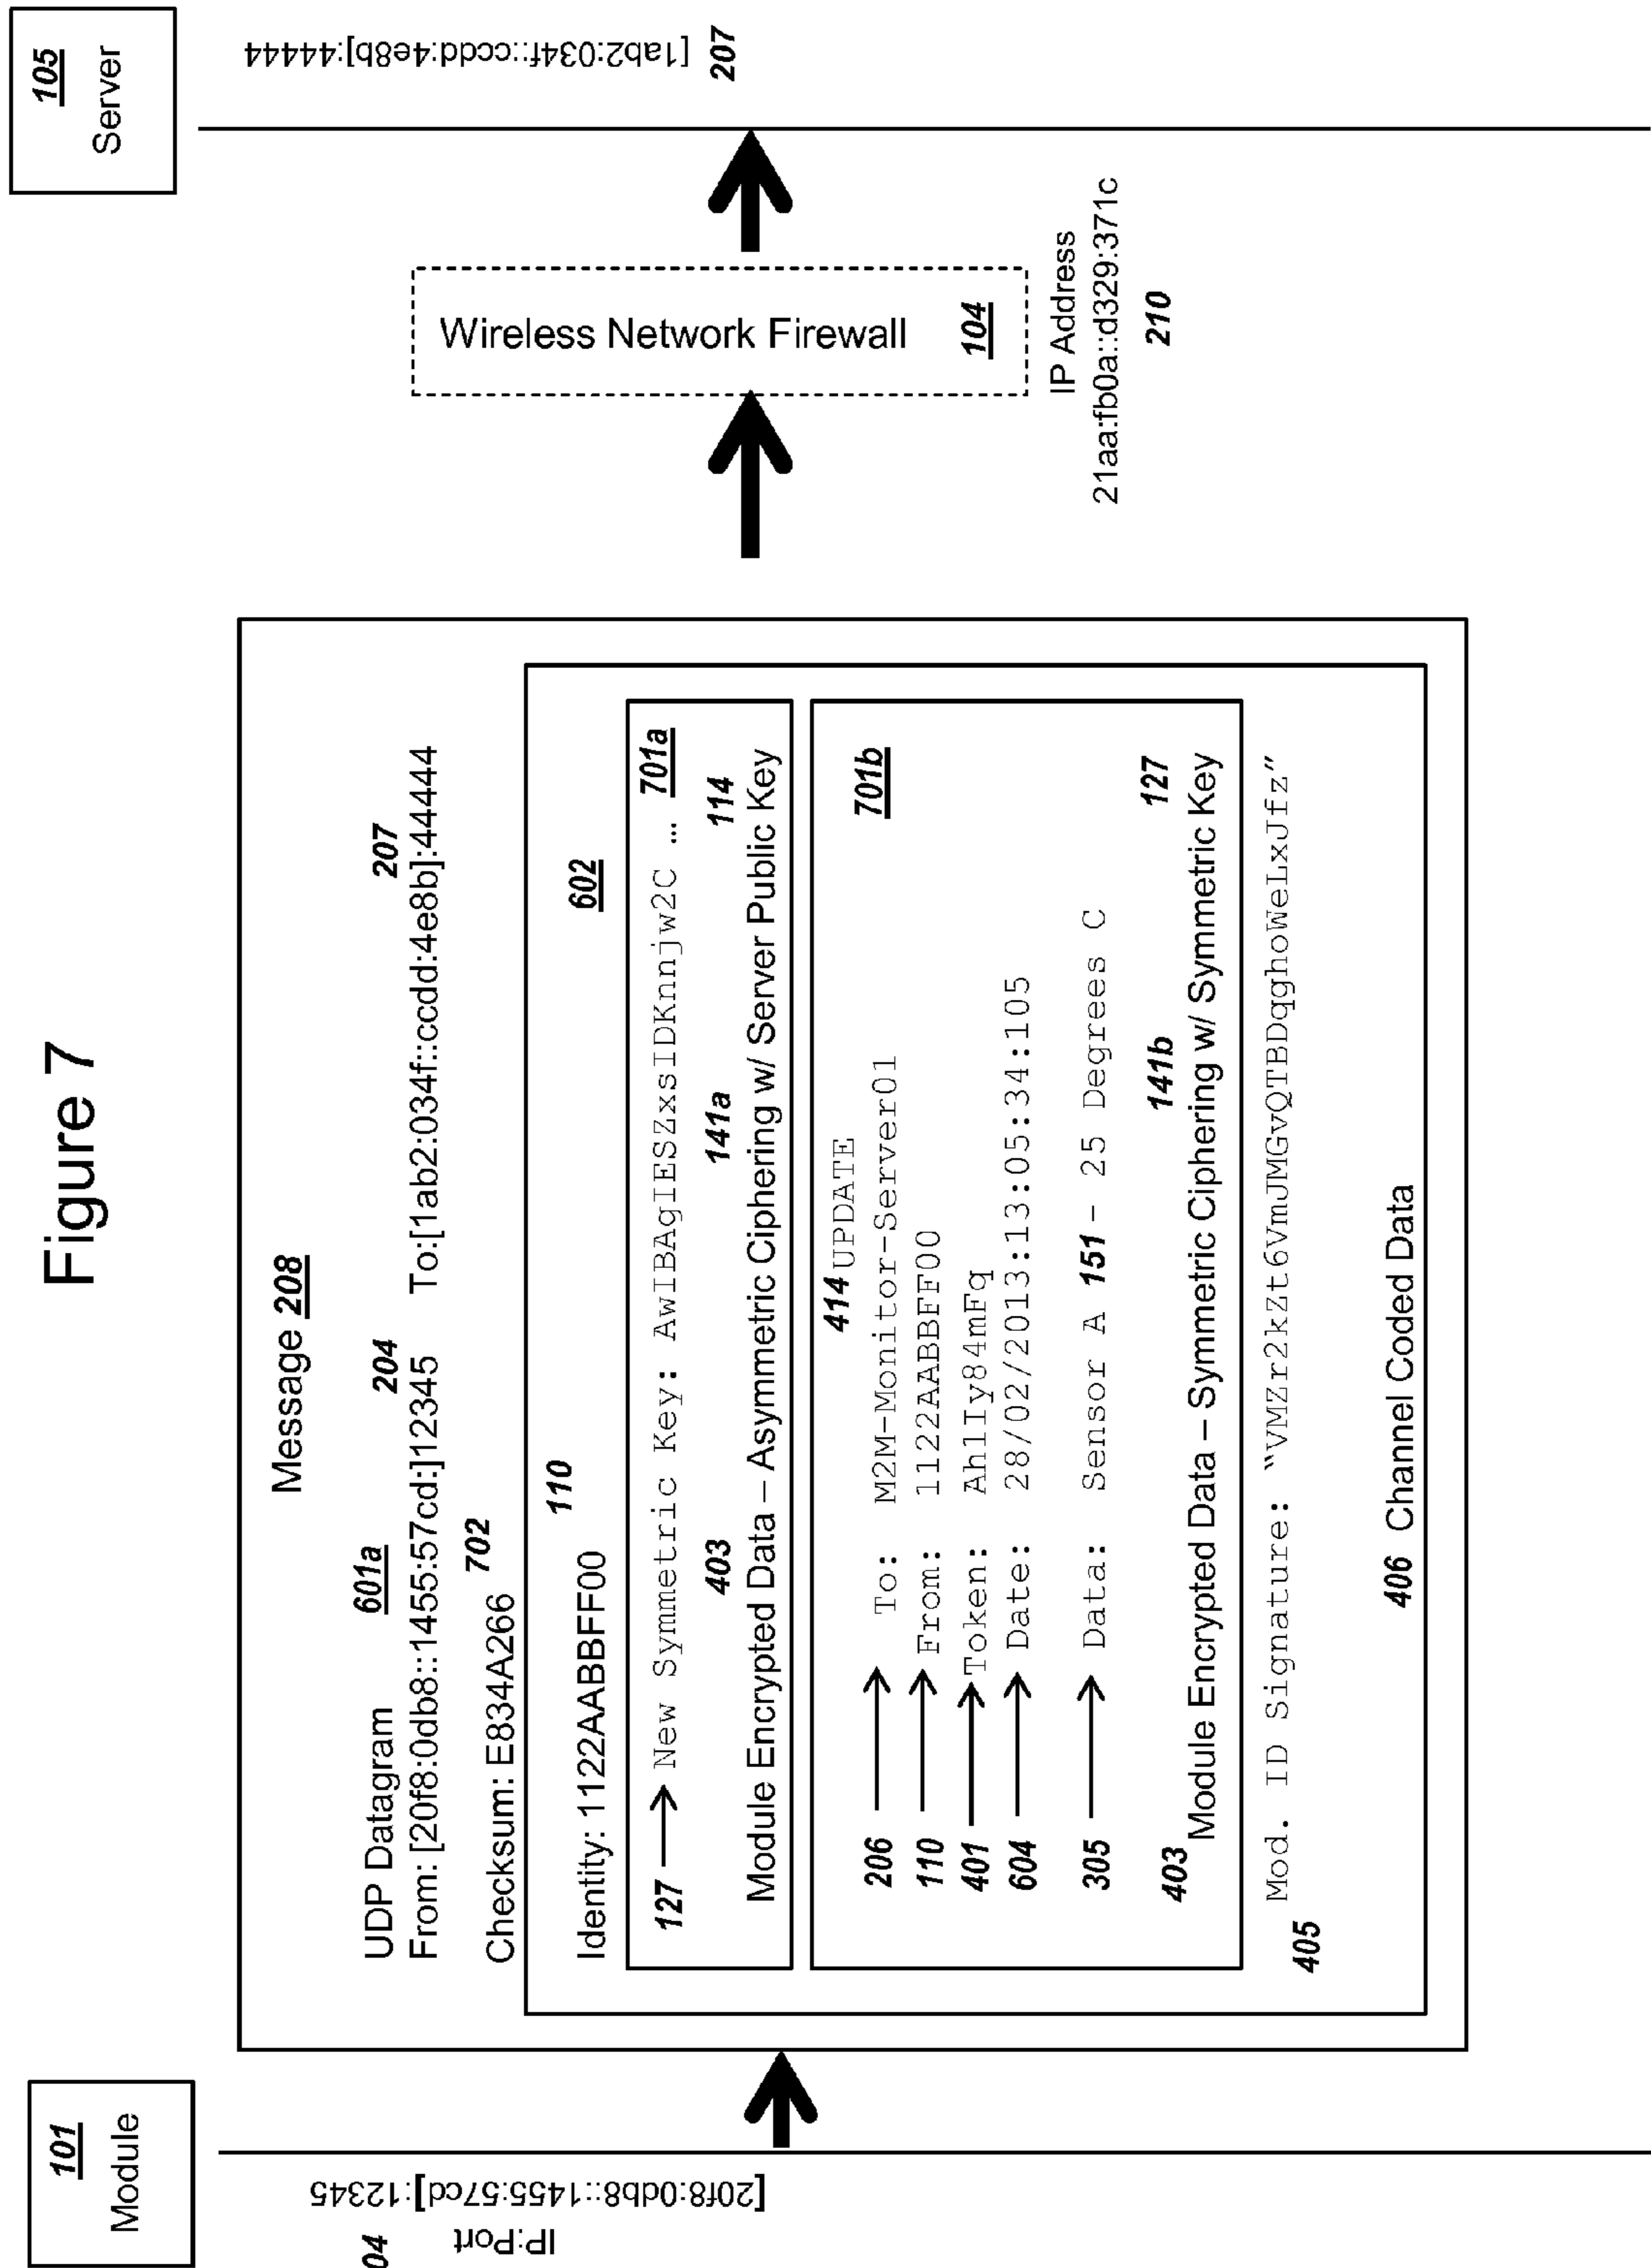 Figure 7
101
Module
105
Server
04
IP:Port
[20f8:0db8::1455:57cd]:12345
[1ab2:034f::ccdd:4e8b]:44444
207
Message 208
UDP Datagram 601a 204 207
From: [20f8:0db8::1455:57cd:]12345 To:[1ab2:034f::ccdd:4e8b]:44444
702
Checksum: E834A266
110
602
Identity: 1122AABBFF00
127 New Symmetric Key: AwIBAgIESZxsIDKnnjw2C ... 701a
403 141a 114
Module Encrypted Data – Asymmetric Ciphering w/ Server Public Key
414 UPDATE
701b
206 To: M2M-Monitor-Server01
110 From: 1122AABBFF00
401 Token: Ah1Iy84mFq
604 Date: 28/02/2013:13:05:34:105
305 Data: Sensor A 151 - 25 Degrees C
403 141b 127
Module Encrypted Data – Symmetric Ciphering w/ Symmetric Key
405 Mod. ID Signature: “VMZr2kZt6VmJMGvQTBDqghoWeLxJfz”
406 Channel Coded Data
Wireless Network Firewall
104
IP Address
21aa:fb0a::d329:371c
210